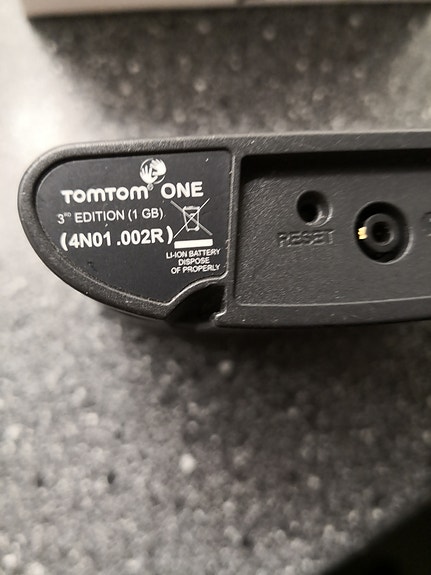 TOMTOM® ONE
3RD EDITION (1 GB)
(4N01 .002R)
LI-ION BATTERY
DISPOSE
OF PROPERLY
RESET